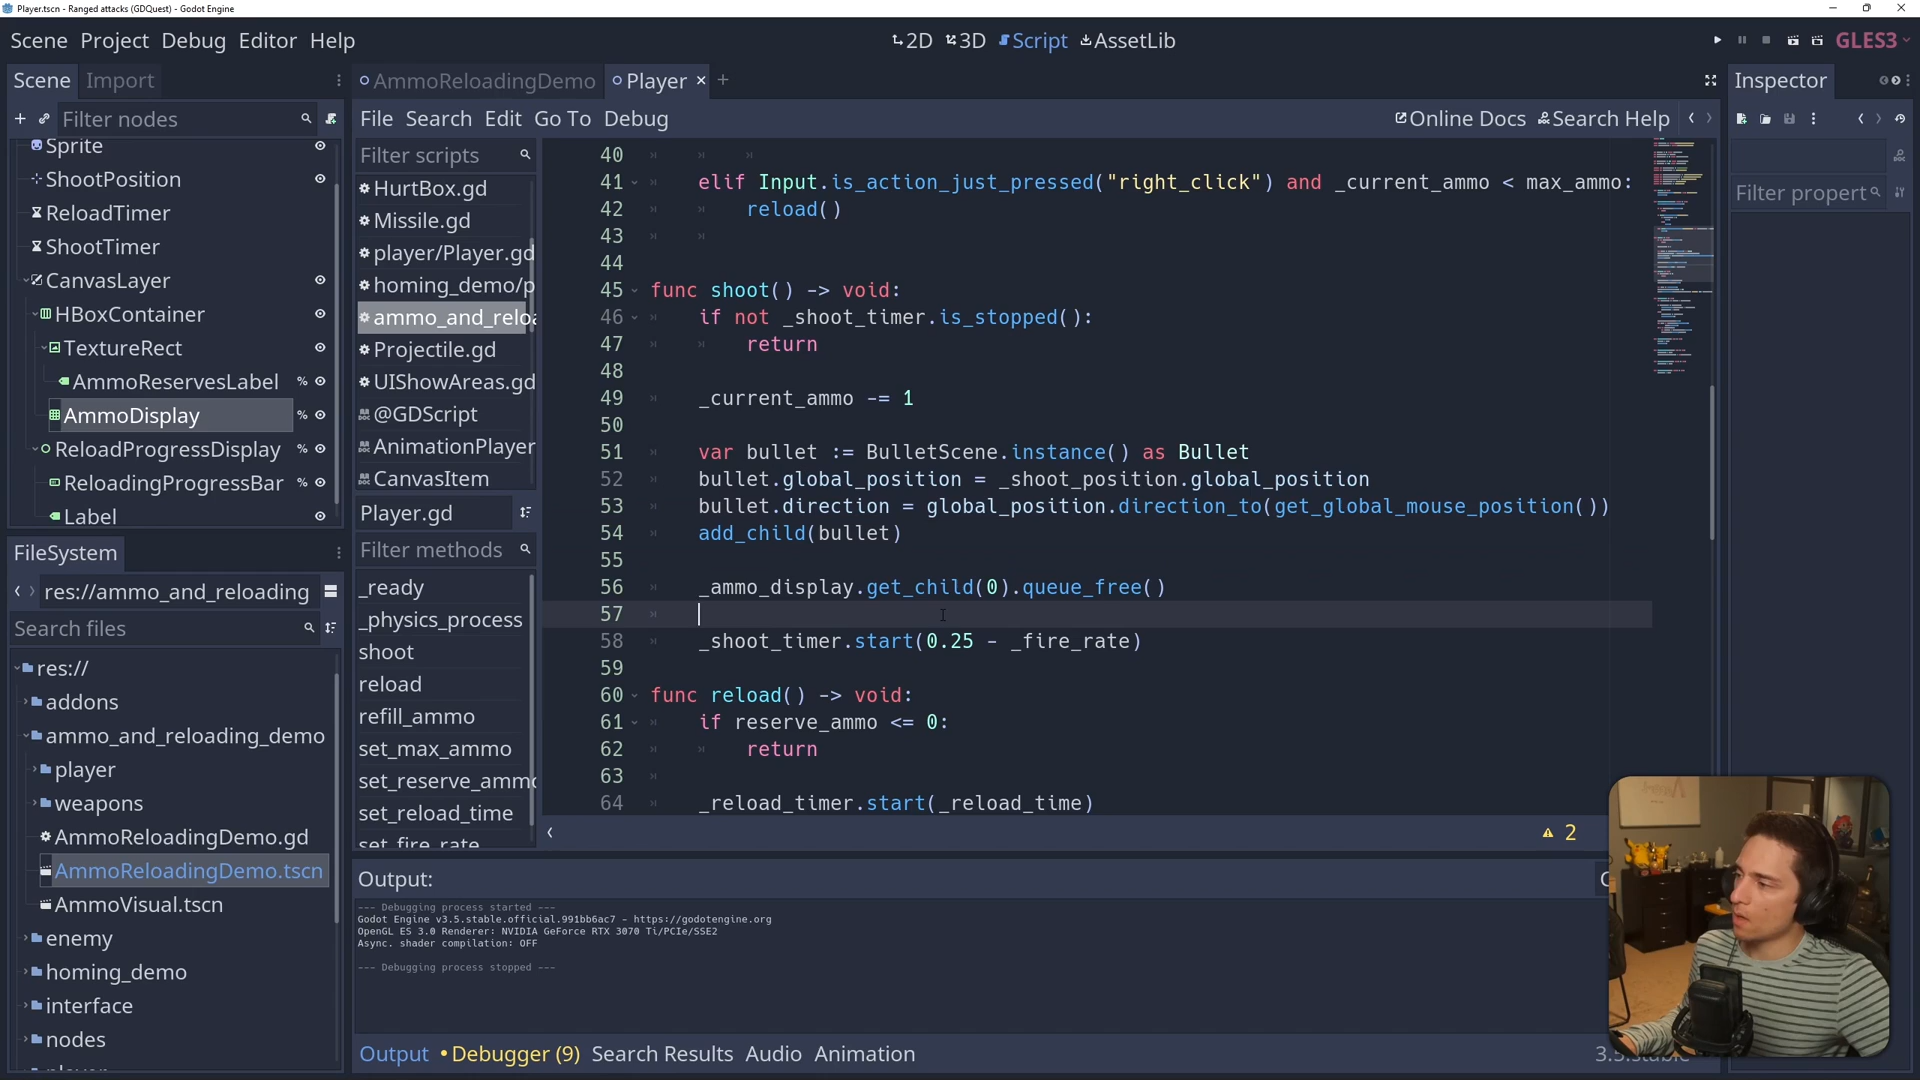 Player.tscn - Ranged attacks (GDQuest) - Godot Engine
Scene Project Debug Editor Help
2D 3D Script AssetLib
GLES3
Scene Import
AmmoReloadingDemo
Player
Inspector
Filter nodes
File Search Edit Go To Debug
Online Docs Search Help
Sprite
ShootPosition
ReloadTimer
ShootTimer
CanvasLayer
HBoxContainer
TextureRect
AmmoReservesLabel
AmmoDisplay
ReloadProgressDisplay
ReloadingProgressBar
Label
Filter scripts
HurtBox.gd
Missile.gd
player/Player.gd
homing_demo/p
ammo_and_reloa
Projectile.gd
UIShowAreas.gd
@GDScript
AnimationPlayer
CanvasItem
Player.gd
Filter methods
_ready
_physics_process
shoot
reload
refill_ammo
set_max_ammo
set_reserve_ammo
set_reload_time
set_fire_rate
40
41 elif Input.is_action_just_pressed("right_click") and _current_ammo < max_ammo:
42 reload()
43
44
45 func shoot() -> void:
46 if not _shoot_timer.is_stopped():
47 return
48
49 _current_ammo -= 1
50
51 var bullet := BulletScene.instance() as Bullet
52 bullet.global_position = _shoot_position.global_position
53 bullet.direction = global_position.direction_to(get_global_mouse_position())
54 add_child(bullet)
55
56 _ammo_display.get_child(0).queue_free()
57
58 _shoot_timer.start(0.25 - _fire_rate)
59
60 func reload() -> void:
61 if reserve_ammo <= 0:
62 return
63
64 _reload_timer.start(_reload_time)
2
Filter propert
FileSystem
res://ammo_and_reloading
Search files
res://
addons
ammo_and_reloading_demo
player
weapons
AmmoReloadingDemo.gd
AmmoReloadingDemo.tscn
AmmoVisual.tscn
enemy
homing_demo
interface
nodes
Output:
--- Debugging process started ---
Godot Engine v3.5.stable.official.991bb6ac7 - https://godotengine.org
OpenGL ES 3.0 Renderer: NVIDIA GeForce RTX 3070 Ti/PCIe/SSE2
Async. shader compilation: OFF
--- Debugging process stopped ---
Output Debugger (9) Search Results Audio Animation